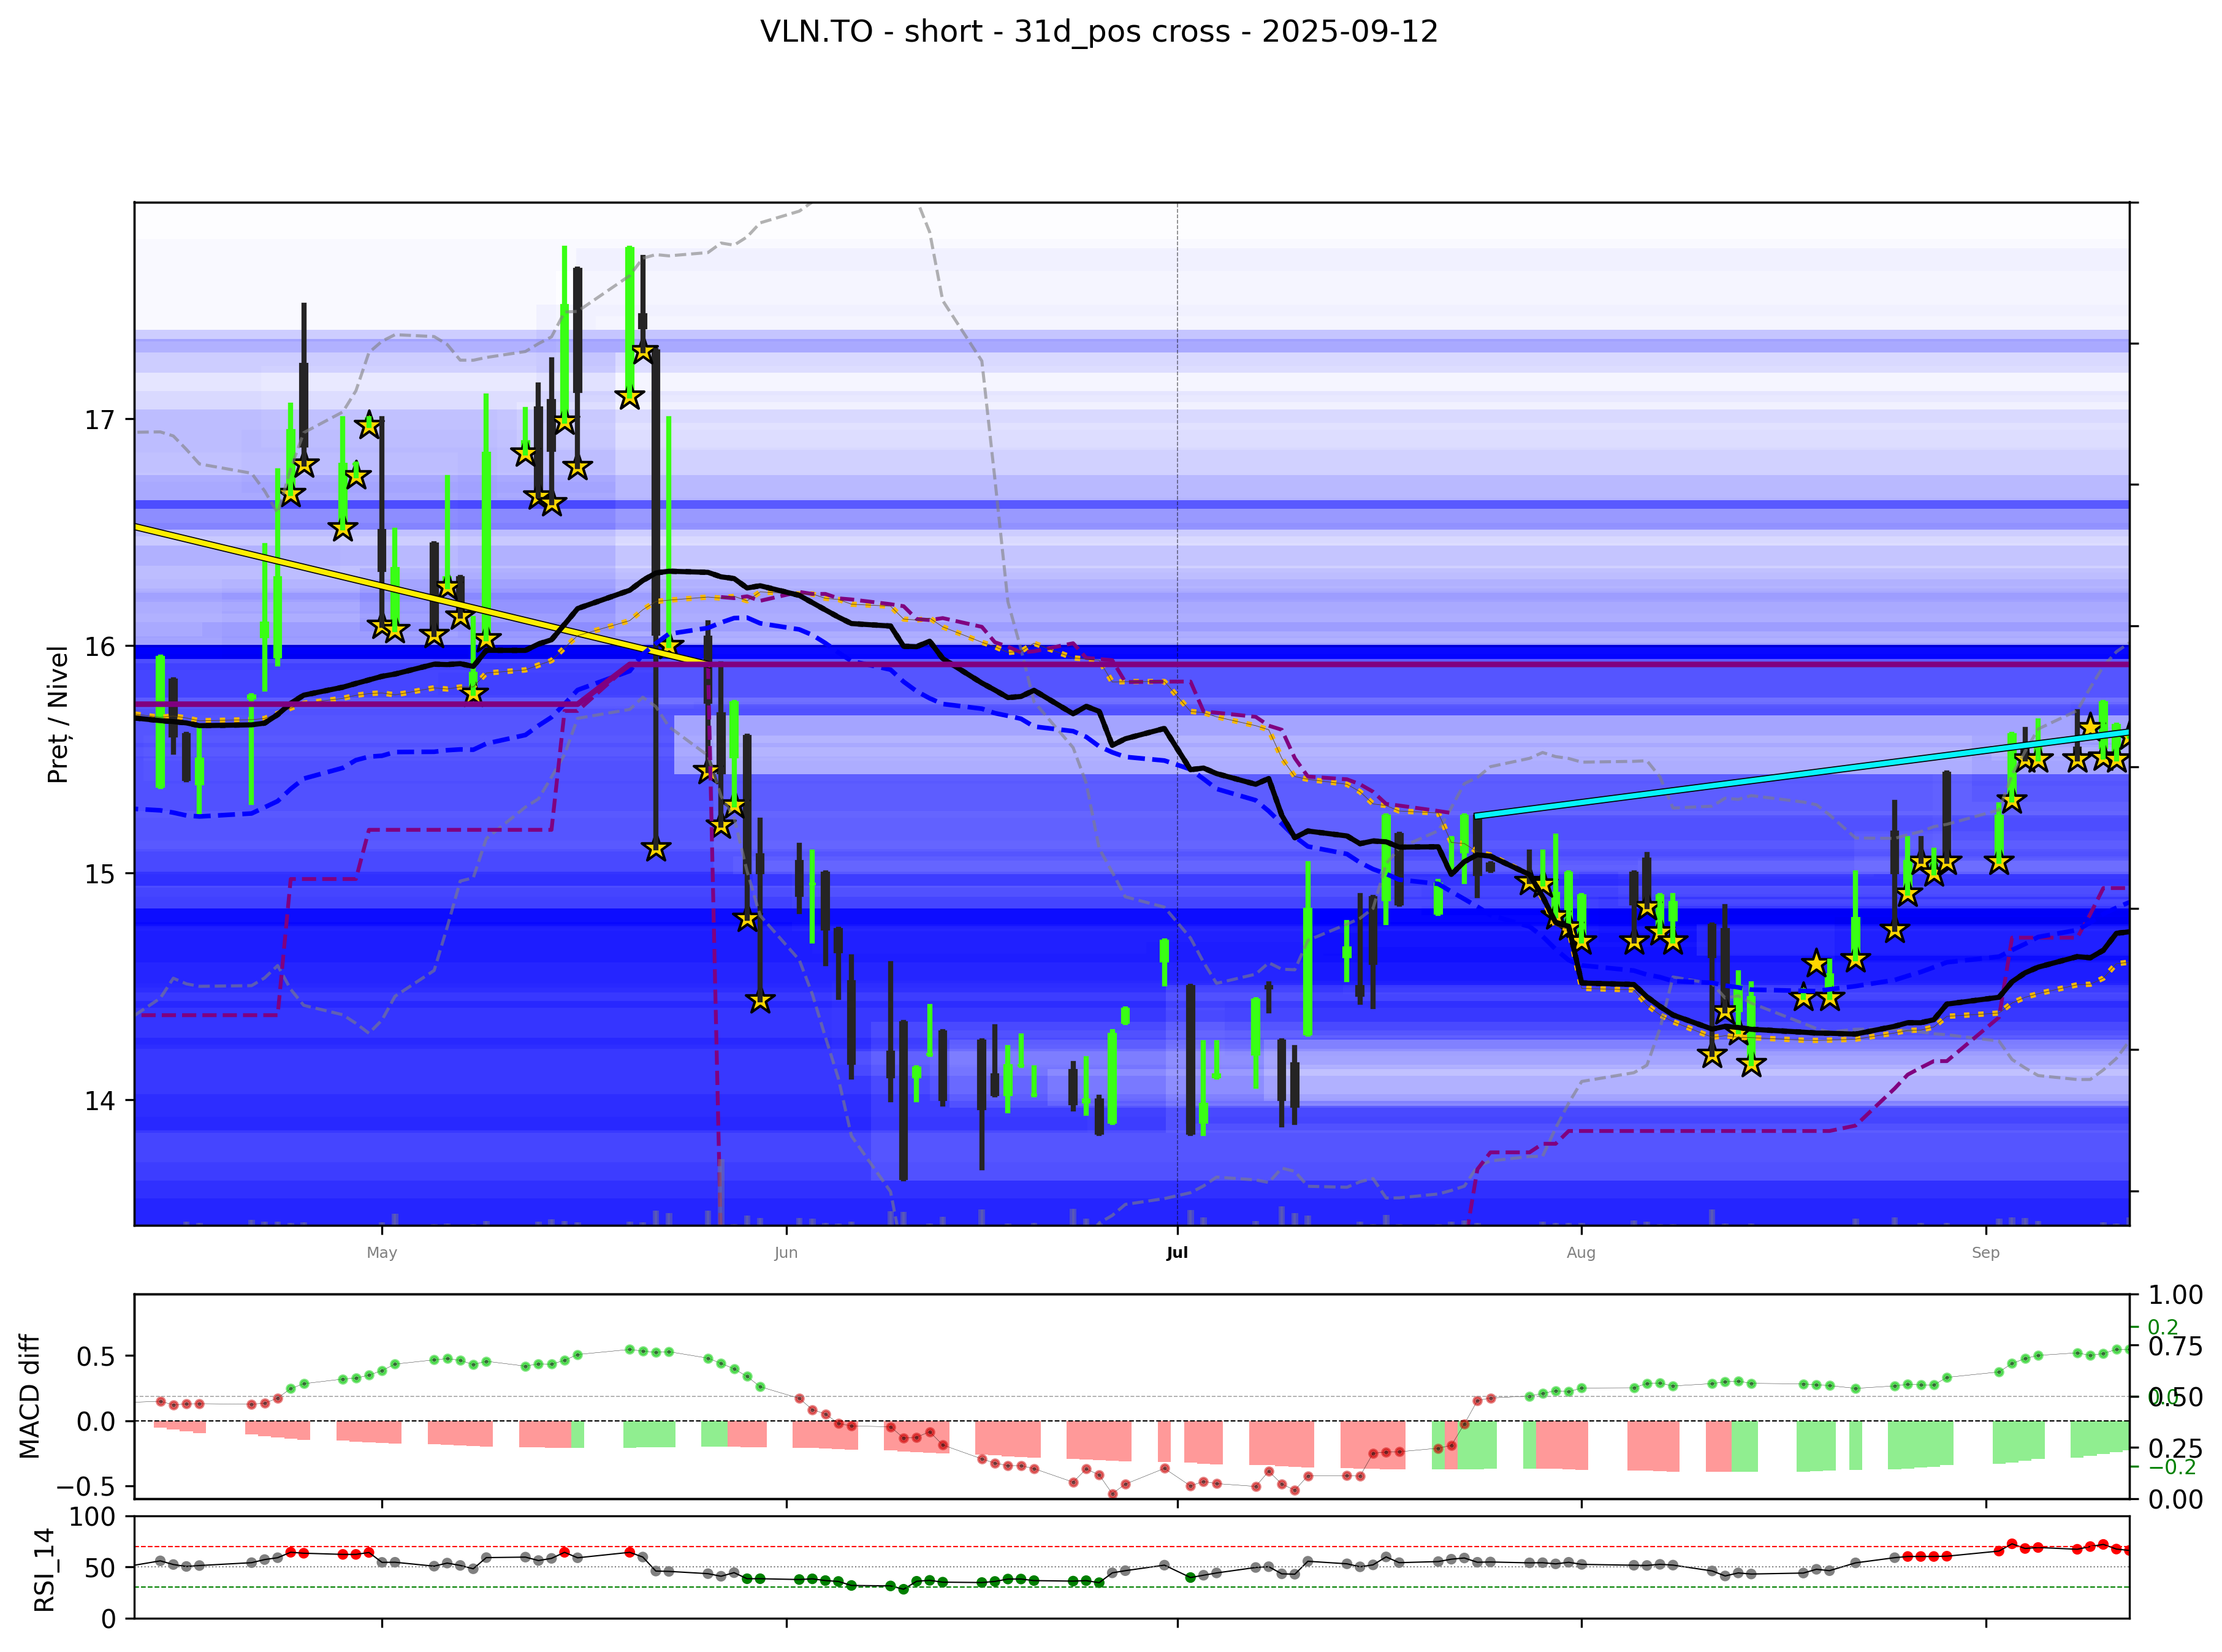 VLN.TO - short - 31d_pos cross - 2025-09-12
Preț / Nivel
17
16
15
14
May
Jun
Jul
Aug
Sep
MACD diff
0.5
0.0
−0.5
1.00
0.2
0.75
0.50
0.0
0.25
−0.2
0.00
RSI_14
100
50
0